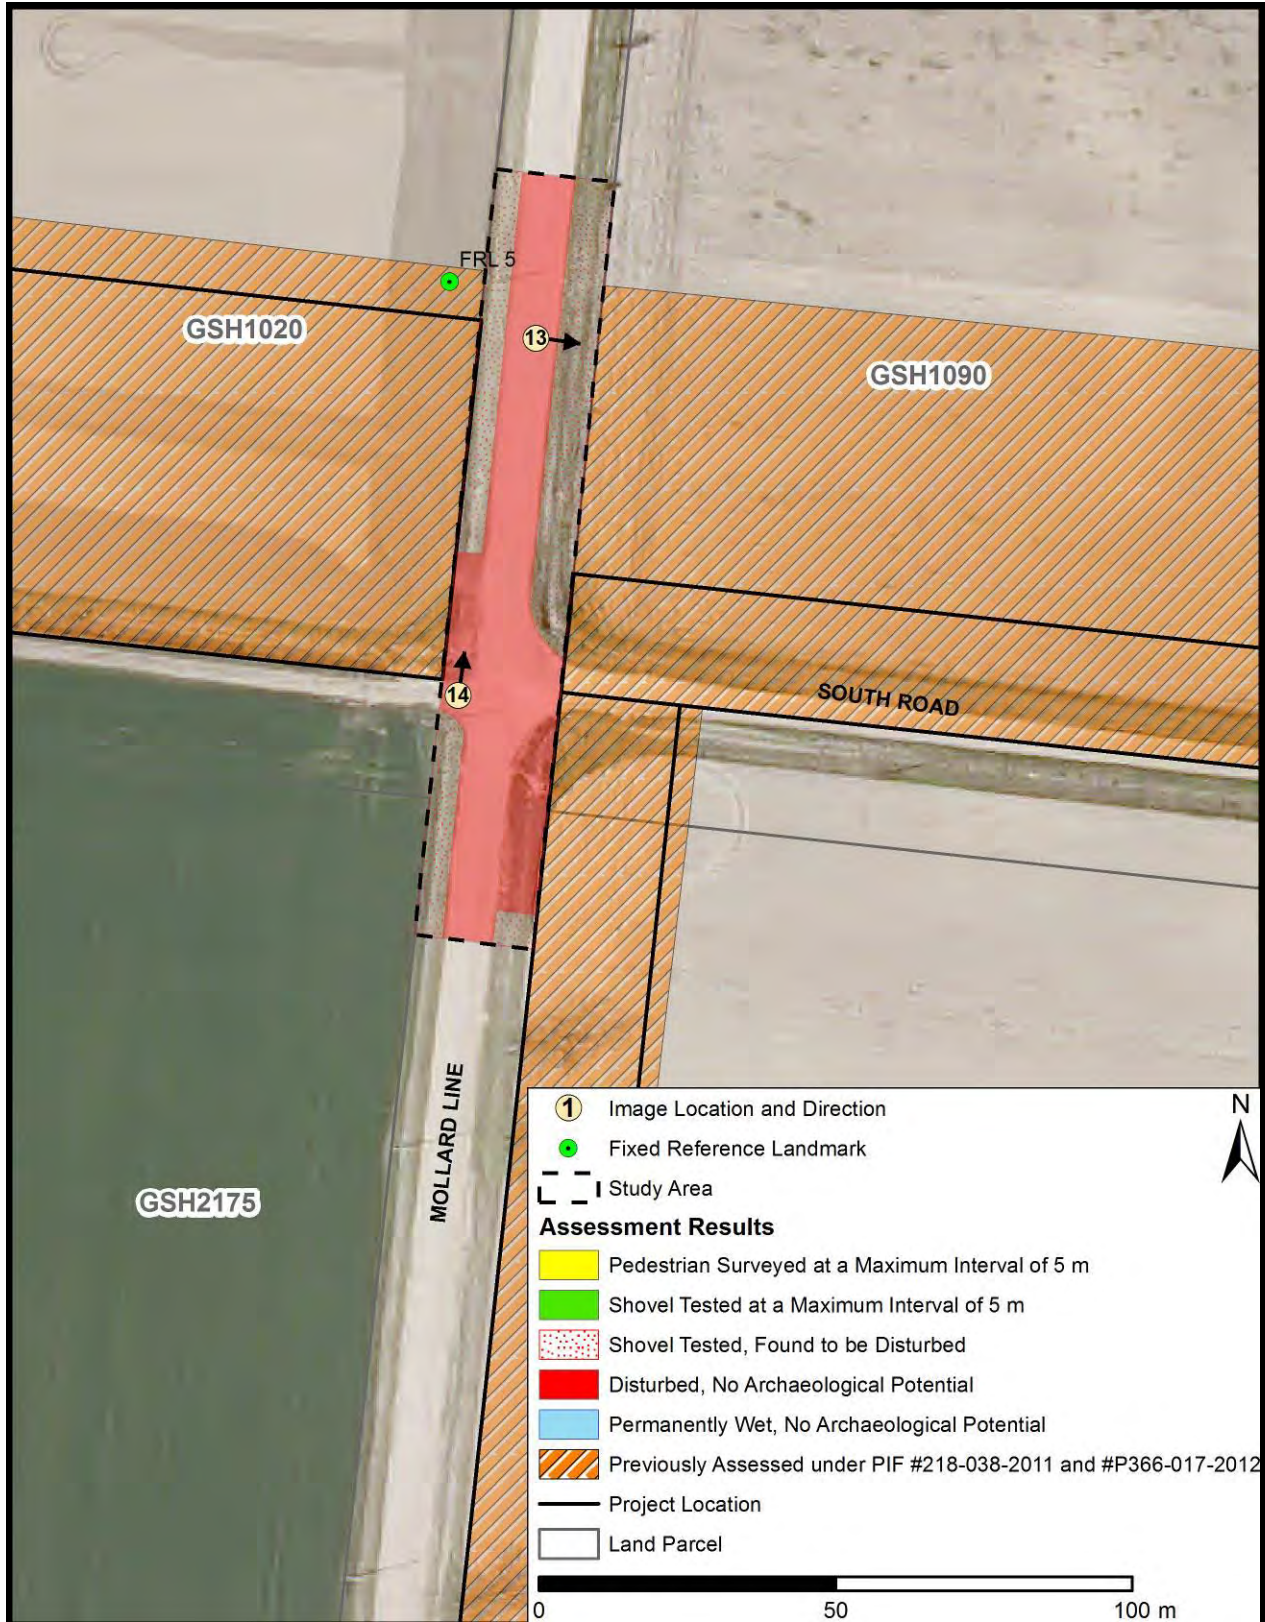 FRL 5
GSH1020
13
GSH1090
14
SOUTH ROAD
MOLLARD LINE
GSH2175
N
1 Image Location and Direction
Fixed Reference Landmark
Study Area
Assessment Results
Pedestrian Surveyed at a Maximum Interval of 5 m
Shovel Tested at a Maximum Interval of 5 m
Shovel Tested, Found to be Disturbed
Disturbed, No Archaeological Potential
Permanently Wet, No Archaeological Potential
Previously Assessed under PIF #218-038-2011 and #P366-017-2012
Project Location
Land Parcel
0 50 100 m